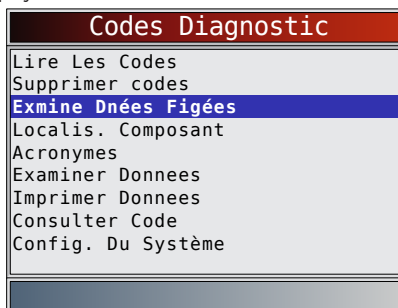 Codes Diagnostic
Lire Les Codes
Supprimer codes
Exmine Dnées Figées
Localis. Composant
Acronymes
Examiner Donnees
Imprimer Donnees
Consulter Code
Config. Du Système